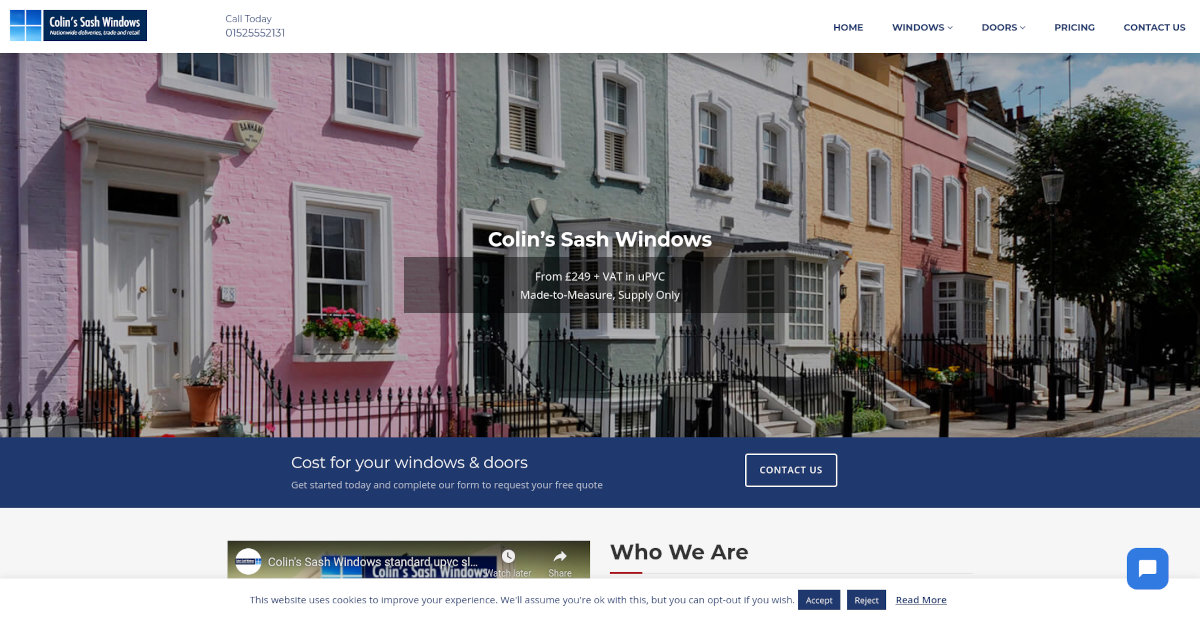 Colin's Sash Windows
Nationwide deliveries, trade and retail
Call Today
01525552131
HOME
WINDOWS
DOORS
PRICING
CONTACT US
BANHAM
Colin's Sash Windows
From £249 + VAT in uPVC
Made-to-Measure, Supply Only
Cost for your windows & doors
Get started today and complete our form to request your free quote
CONTACT US
Colin's Sash Windows standard upvc sl...
Watch later
Share
Colin's Sash Windows
Who We Are
This website uses cookies to improve your experience. We'll assume you're ok with this, but you can opt-out if you wish.
Accept
Reject
Read More